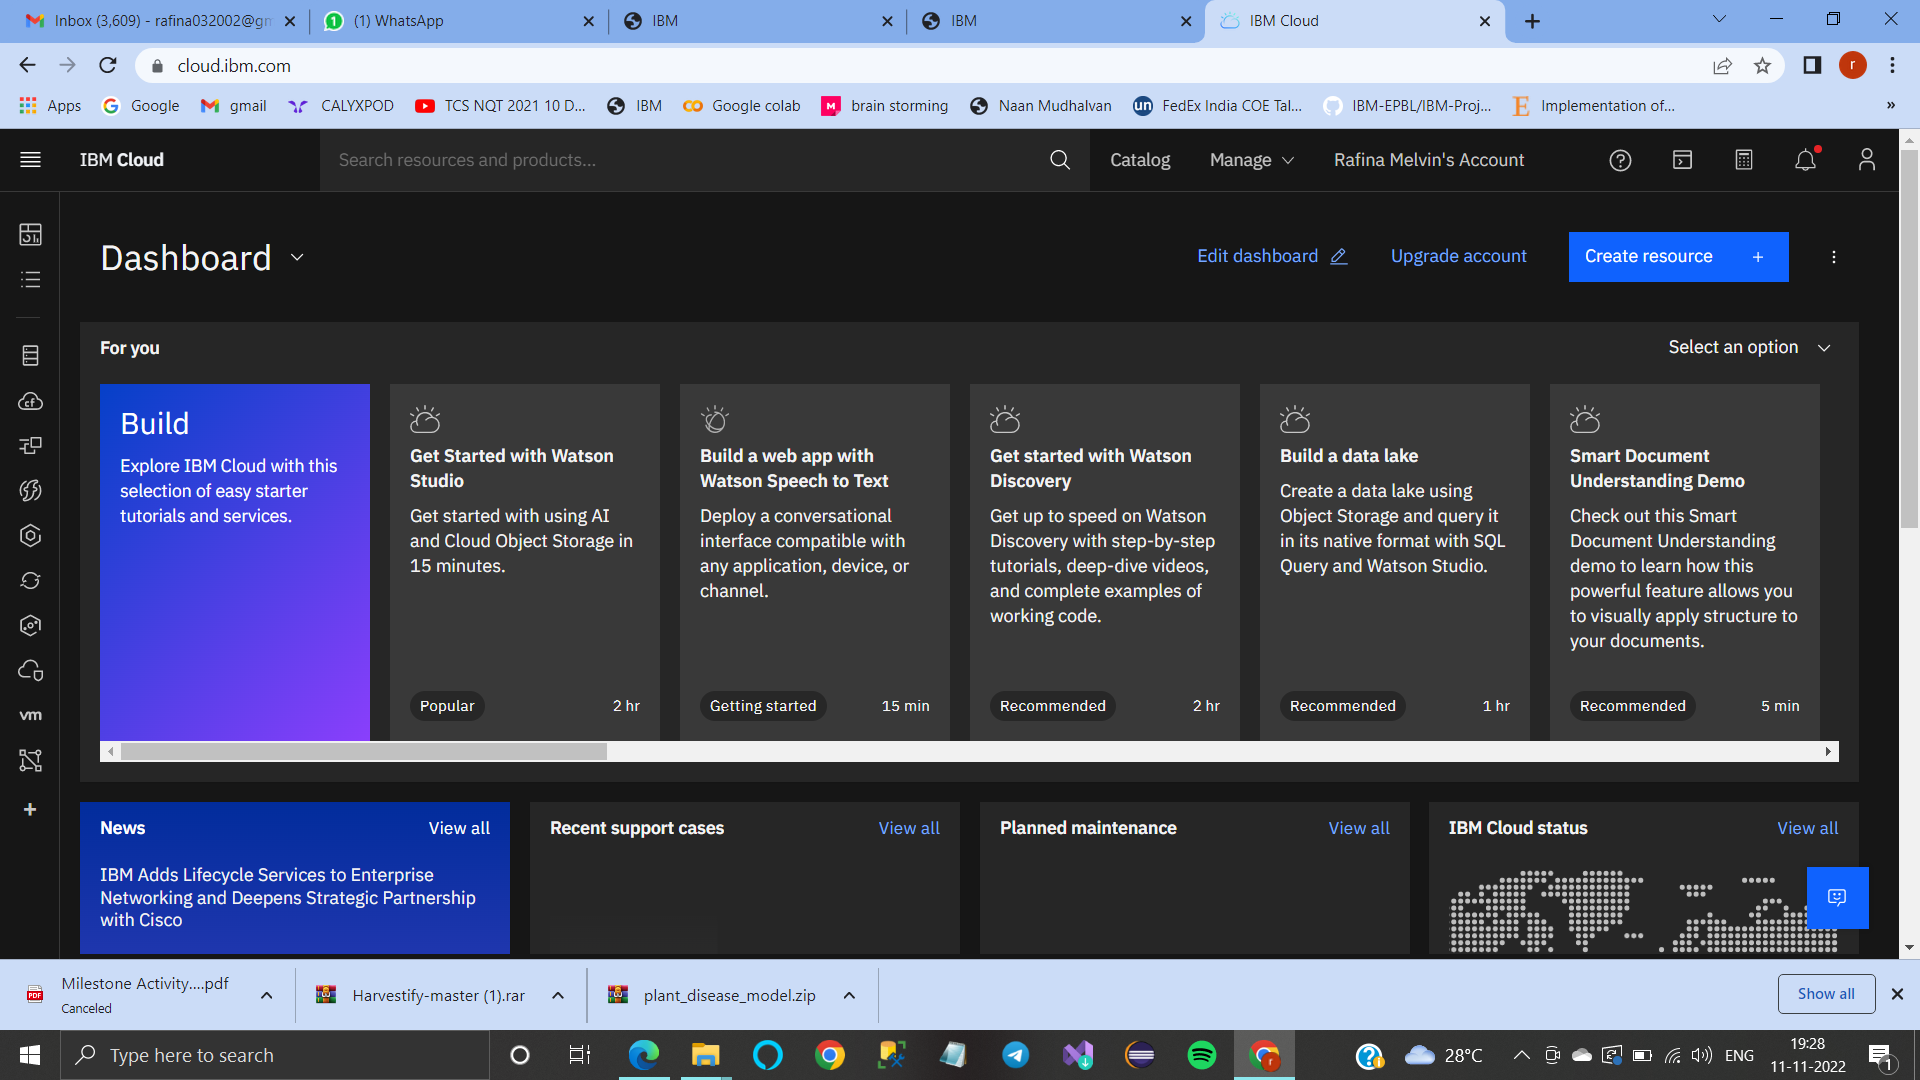 Inbox (3,609) - rafina032002@gm
(1) WhatsApp
IBM
IBM
IBM Cloud
cloud.ibm.com
r
Apps
Google
gmail
CALYXPOD
TCS NQT 2021 10 D...
IBM
Google colab
brain storming
Naan Mudhalvan
FedEx India COE Tal...
IBM-EPBL/IBM-Proj...
Implementation of...
»
IBM Cloud
Search resources and products...
Catalog
Manage
Rafina Melvin's Account
Dashboard
Edit dashboard
Upgrade account
Create resource +
For you
Select an option
Build
Explore IBM Cloud with this
selection of easy starter
tutorials and services.
Get Started with Watson
Studio
Get started with using AI
and Cloud Object Storage in
15 minutes.
Popular
2 hr
Build a web app with
Watson Speech to Text
Deploy a conversational
interface compatible with
any application, device, or
channel.
Getting started
15 min
Get started with Watson
Discovery
Get up to speed on Watson
Discovery with step-by-step
tutorials, deep-dive videos,
and complete examples of
working code.
Recommended
2 hr
Build a data lake
Create a data lake using
Object Storage and query it
in its native format with SQL
Query and Watson Studio.
Recommended
1 hr
Smart Document
Understanding Demo
Check out this Smart
Document Understanding
demo to learn how this
powerful feature allows you
to visually apply structure to
your documents.
Recommended
5 min
cf
vm
News
View all
IBM Adds Lifecycle Services to Enterprise
Networking and Deepens Strategic Partnership
with Cisco
Recent support cases
View all
Planned maintenance
View all
IBM Cloud status
View all
PDF
Milestone Activity....pdf
Canceled
Harvestify-master (1).rar
plant_disease_model.zip
Show all
Type here to search
28°C
ENG
19:28
11-11-2022
1